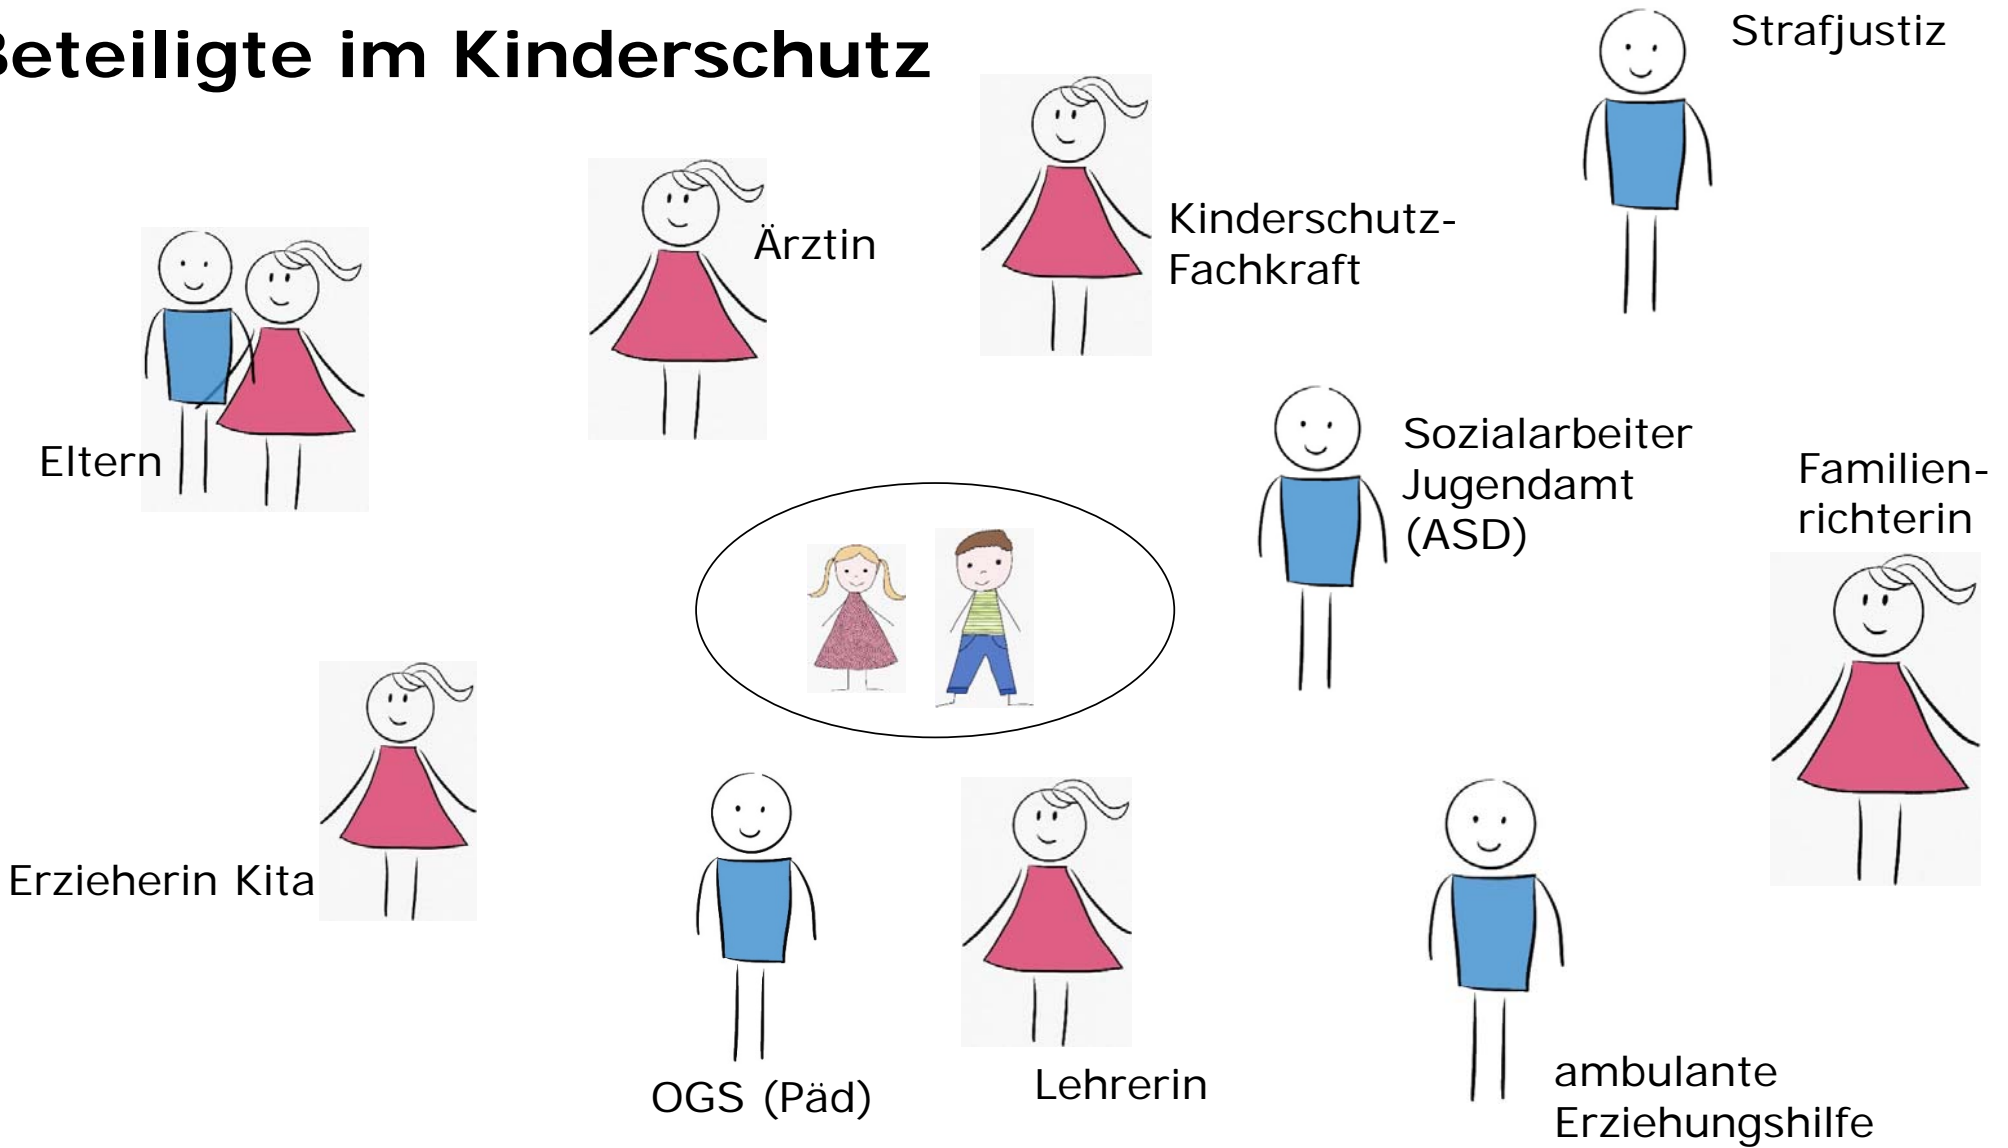 Beteiligte im Kinderschutz
Strafjustiz
Ärztin
Kinderschutz-
Fachkraft
Eltern
Sozialarbeiter
Jugendamt
(ASD)
Familien-
richterin
Erzieherin Kita
OGS (Päd)
Lehrerin
ambulante
Erziehungshilfe